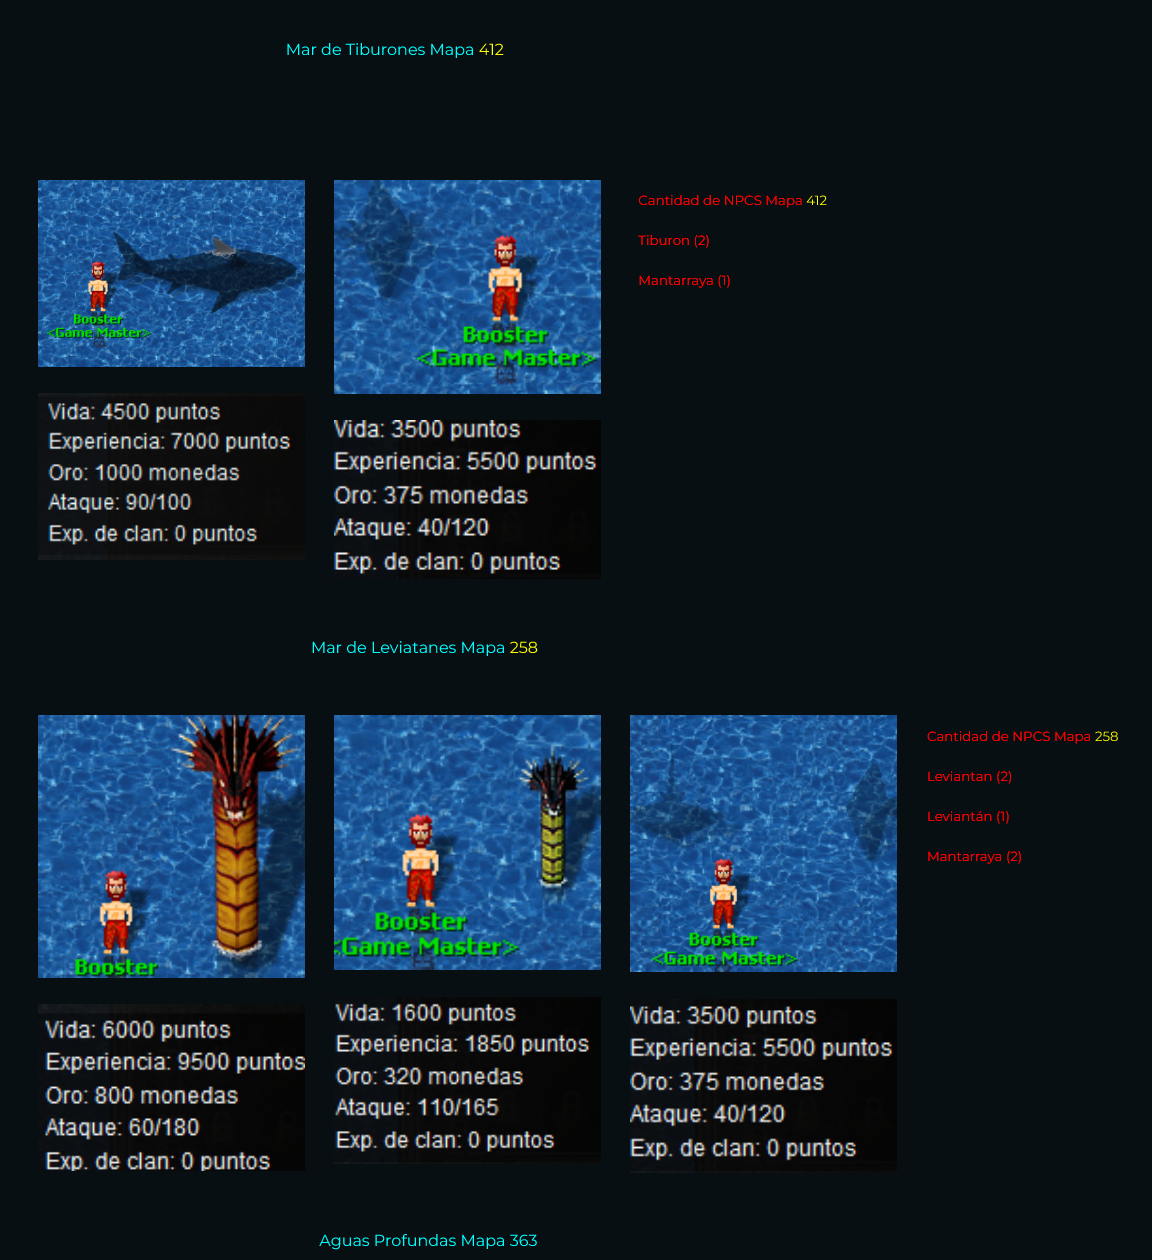 Mar de Tiburones Mapa 412
Booster
<Game Master>
Booster
<Game Master>
Cantidad de NPCS Mapa 412
Tiburon (2)
Mantarraya (1)
Vida: 4500 puntos
Experiencia: 7000 puntos
Oro: 1000 monedas
Ataque: 90/100
Exp. de clan: 0 puntos
Vida: 3500 puntos
Experiencia: 5500 puntos
Oro: 375 monedas
Ataque: 40/120
Exp. de clan: 0 puntos
Mar de Leviatanes Mapa 258
Booster
Booster
<Game Master>
Booster
<Game Master>
Cantidad de NPCS Mapa 258
Leviantan (2)
Leviantán (1)
Mantarraya (2)
Vida: 6000 puntos
Experiencia: 9500 puntos
Oro: 800 monedas
Ataque: 60/180
Exp. de clan: 0 puntos
Vida: 1600 puntos
Experiencia: 1850 puntos
Oro: 320 monedas
Ataque: 110/165
Exp. de clan: 0 puntos
Vida: 3500 puntos
Experiencia: 5500 puntos
Oro: 375 monedas
Ataque: 40/120
Exp. de clan: 0 puntos
Aguas Profundas Mapa 363